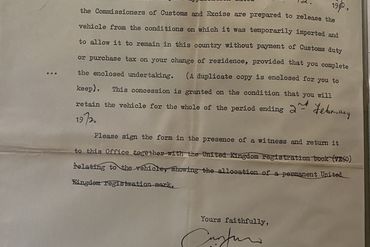 the Commissioners of Customs and Excise are prepared to release the
vehicle from the conditions on which it was temporarily imported and
to allow it to remain in this country without payment of Customs duty
or purchase tax on your change of residence, provided that you complete
... the enclosed undertaking. (A duplicate copy is enclosed for you to
keep). This concession is granted on the condition that you will
retain the vehicle for the whole of the period ending 2nd February
1972.
Please sign the form in the presence of a witness and return it
to this Office together with the United Kingdom registration book (VE60)
relating to the vehicle, showing the allocation of a permanent United
Kingdom registration mark.
Yours faithfully,